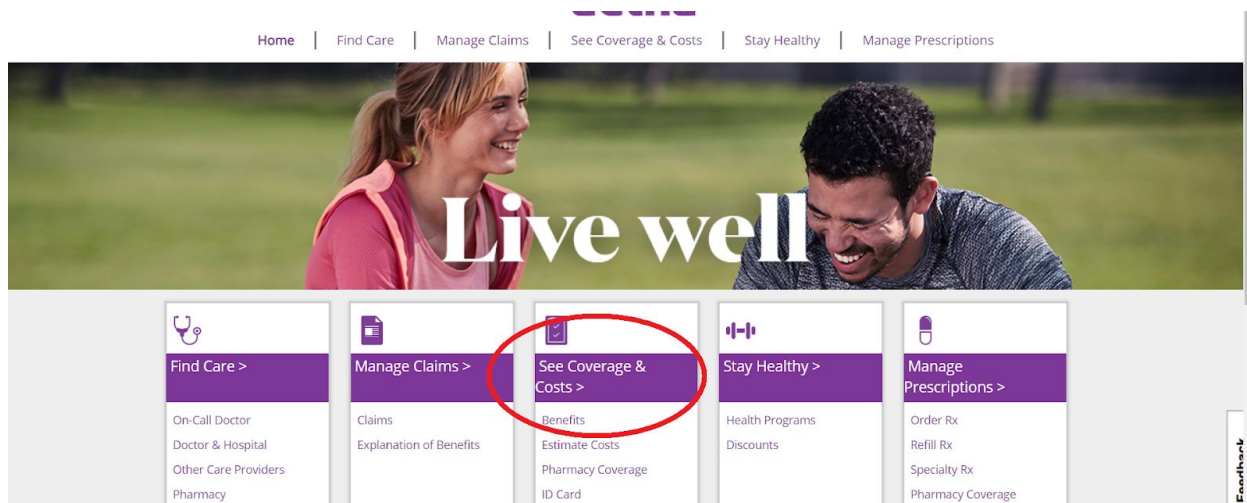 Home | Find Care | Manage Claims | See Coverage & Costs | Stay Healthy | Manage Prescriptions
Live well
Find Care >
On-Call Doctor
Doctor & Hospital
Other Care Providers
Pharmacy
Manage Claims >
Claims
Explanation of Benefits
See Coverage &
Costs >
Benefits
Estimate Costs
Pharmacy Coverage
ID Card
Stay Healthy >
Health Programs
Discounts
Manage
Prescriptions >
Order Rx
Refill Rx
Specialty Rx
Pharmacy Coverage
Feedback